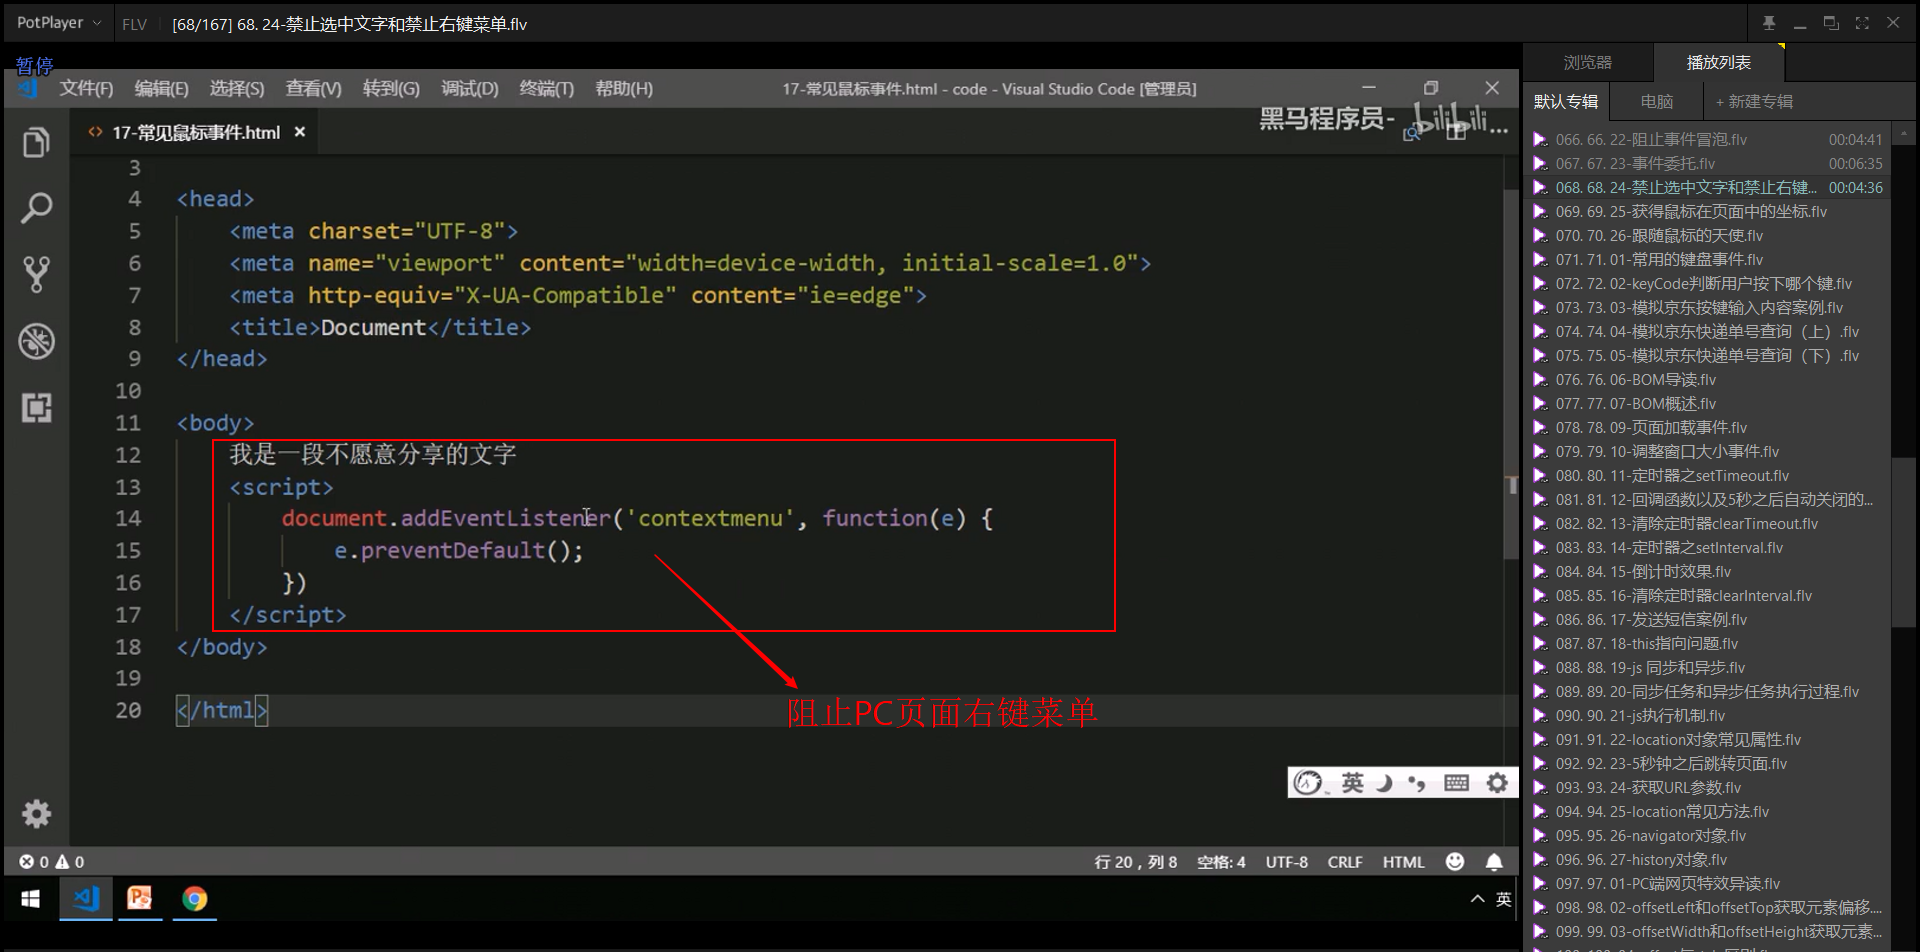 PotPlayer FLV [68/167] 68. 24-禁止选中文字和禁止右键菜单.flv
暂停
文件(F) 编辑(E) 选择(S) 查看(V) 转到(G) 调试(D) 终端(T) 帮助(H) 17-常见鼠标事件.html - code - Visual Studio Code [管理员]
17-常见鼠标事件.html
黑马程序员- bilibili
3
4 <head>
5 <meta charset="UTF-8">
6 <meta name="viewport" content="width=device-width, initial-scale=1.0">
7 <meta http-equiv="X-UA-Compatible" content="ie=edge">
8 <title>Document</title>
9 </head>
10
11 <body>
12 我是一段不愿意分享的文字
13 <script>
14 document.addEventListener('contextmenu', function(e) {
15 e.preventDefault();
16 })
17 </script>
18 </body>
19
20 </html>
阻止PC页面右键菜单
英
0 0 行 20，列 8 空格: 4 UTF-8 CRLF HTML
英
浏览器 播放列表
默认专辑 电脑 + 新建专辑
066. 66. 22-阻止事件冒泡.flv 00:04:41
067. 67. 23-事件委托.flv 00:06:35
068. 68. 24-禁止选中文字和禁止右键... 00:04:36
069. 69. 25-获得鼠标在页面中的坐标.flv
070. 70. 26-跟随鼠标的天使.flv
071. 71. 01-常用的键盘事件.flv
072. 72. 02-keyCode判断用户按下哪个键.flv
073. 73. 03-模拟京东按键输入内容案例.flv
074. 74. 04-模拟京东快递单号查询（上）.flv
075. 75. 05-模拟京东快递单号查询（下）.flv
076. 76. 06-BOM导读.flv
077. 77. 07-BOM概述.flv
078. 78. 09-页面加载事件.flv
079. 79. 10-调整窗口大小事件.flv
080. 80. 11-定时器之setTimeout.flv
081. 81. 12-回调函数以及5秒之后自动关闭的...
082. 82. 13-清除定时器clearTimeout.flv
083. 83. 14-定时器之setInterval.flv
084. 84. 15-倒计时效果.flv
085. 85. 16-清除定时器clearInterval.flv
086. 86. 17-发送短信案例.flv
087. 87. 18-this指向问题.flv
088. 88. 19-js 同步和异步.flv
089. 89. 20-同步任务和异步任务执行过程.flv
090. 90. 21-js执行机制.flv
091. 91. 22-location对象常见属性.flv
092. 92. 23-5秒钟之后跳转页面.flv
093. 93. 24-获取URL参数.flv
094. 94. 25-location常见方法.flv
095. 95. 26-navigator对象.flv
096. 96. 27-history对象.flv
097. 97. 01-PC端网页特效导读.flv
098. 98. 02-offsetLeft和offsetTop获取元素偏移....
099. 99. 03-offsetWidth和offsetHeight获取元素...